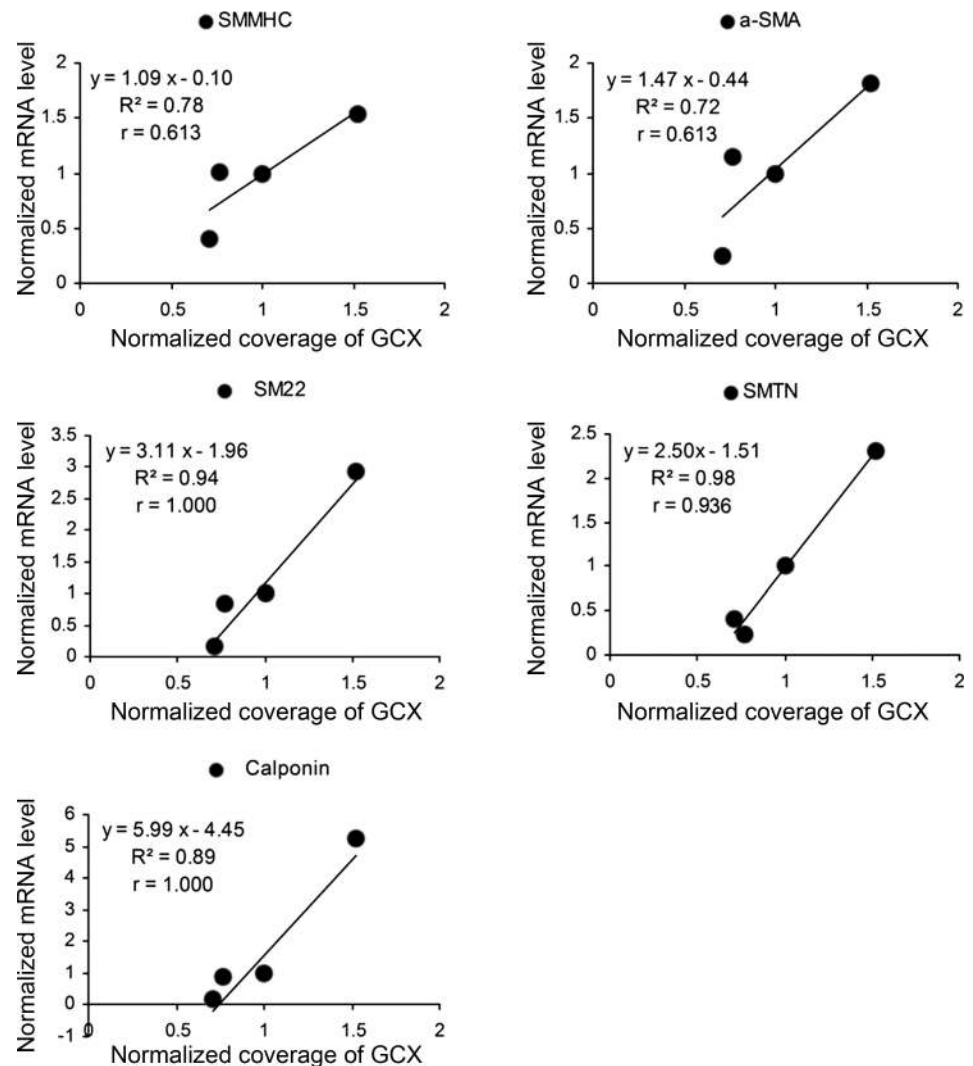 SMMHC
y = 1.09 x - 0.10
R² = 0.78
r = 0.613
Normalized mRNA level
2
1.5
1
0.5
0
0 0.5 1 1.5 2
Normalized coverage of GCX
a-SMA
y = 1.47 x - 0.44
R² = 0.72
r = 0.613
Normalized mRNA level
2
1.5
1
0.5
0
0 0.5 1 1.5 2
Normalized coverage of GCX
SM22
y = 3.11 x - 1.96
R² = 0.94
r = 1.000
Normalized mRNA level
3.5
3
2.5
2
1.5
1
0.5
0
0 0.5 1 1.5 2
Normalized coverage of GCX
SMTN
y = 2.50x - 1.51
R² = 0.98
r = 0.936
Normalized mRNA level
2.5
2
1.5
1
0.5
0
0 0.5 1 1.5 2
Normalized coverage of GCX
Calponin
y = 5.99 x - 4.45
R² = 0.89
r = 1.000
Normalized mRNA level
6
5
4
3
2
1
0
-1
0 0.5 1 1.5 2
Normalized coverage of GCX